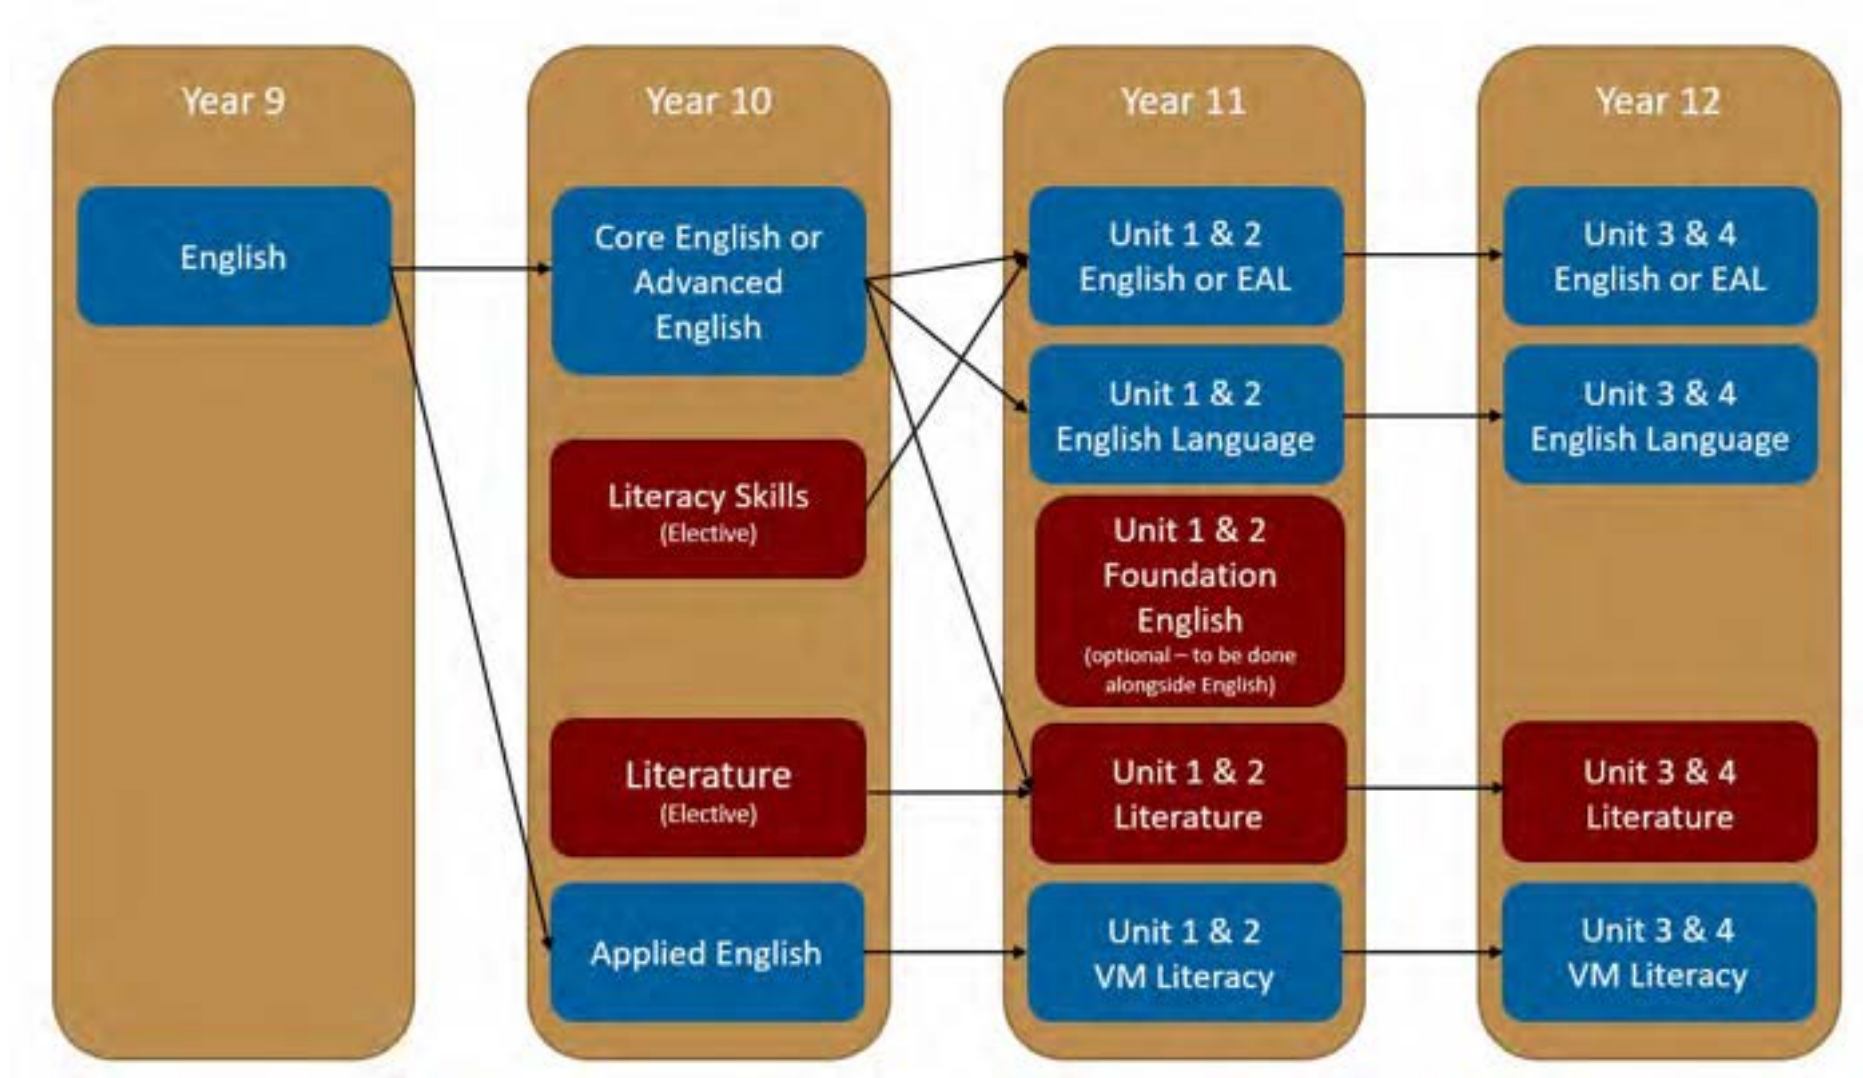 Year 9
English
Year 10
Core English or
Advanced
English
Literacy Skills
(Elective)
Literature
(Elective)
Applied English
Year 11
Unit 1 & 2
English or EAL
Unit 1 & 2
English Language
Unit 1 & 2
Foundation
English
(optional – to be done
alongside English)
Unit 1 & 2
Literature
Unit 1 & 2
VM Literacy
Year 12
Unit 3 & 4
English or EAL
Unit 3 & 4
English Language
Unit 3 & 4
Literature
Unit 3 & 4
VM Literacy